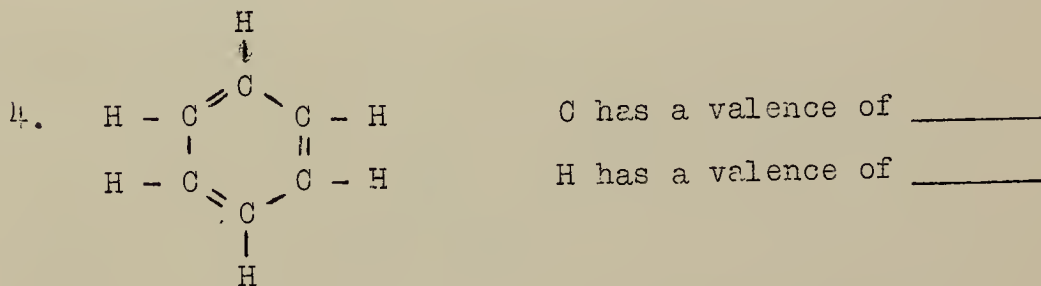 H
4. H - C C C - H C has a valence of ______
H - C C C - H H has a valence of ______
H